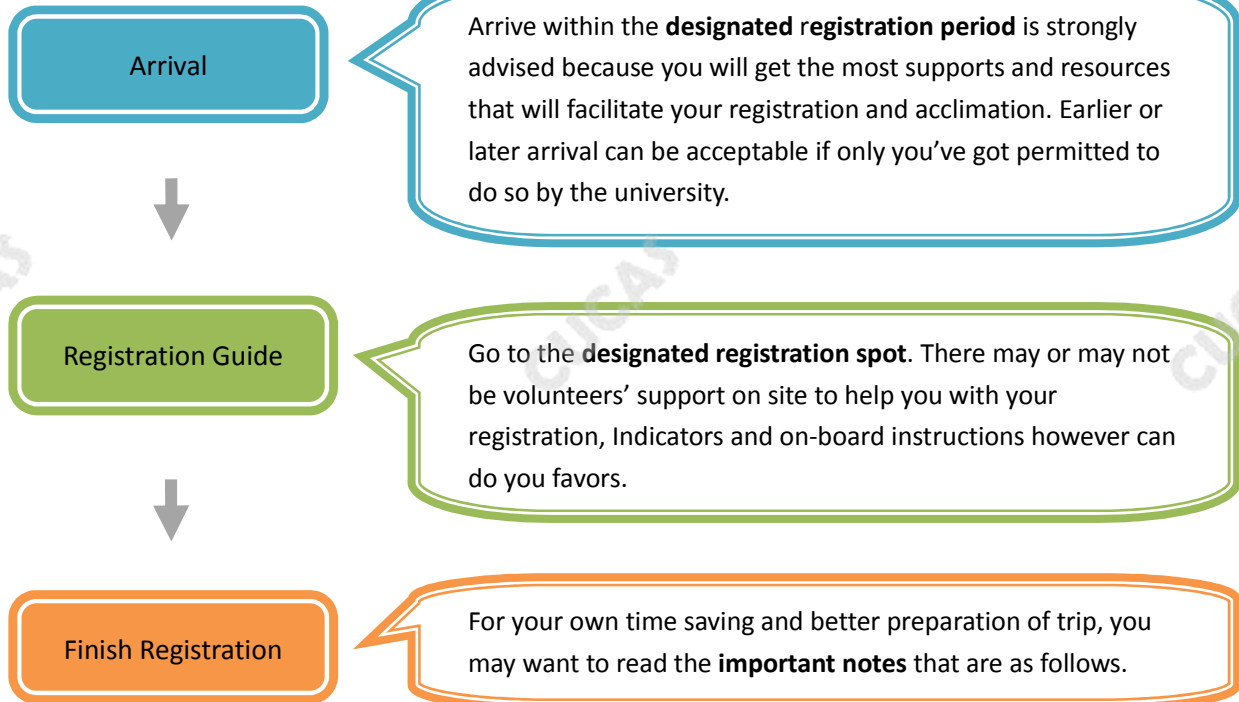 Arrival
Arrive within the designated registration period is strongly
advised because you will get the most supports and resources
that will facilitate your registration and acclimation. Earlier or
later arrival can be acceptable if only you've got permitted to
do so by the university.
CUCAS
Registration Guide
Go to the designated registration spot. There may or may not
be volunteers' support on site to help you with your
registration, Indicators and on-board instructions however can
do you favors.
Finish Registration
For your own time saving and better preparation of trip, you
may want to read the important notes that are as follows.